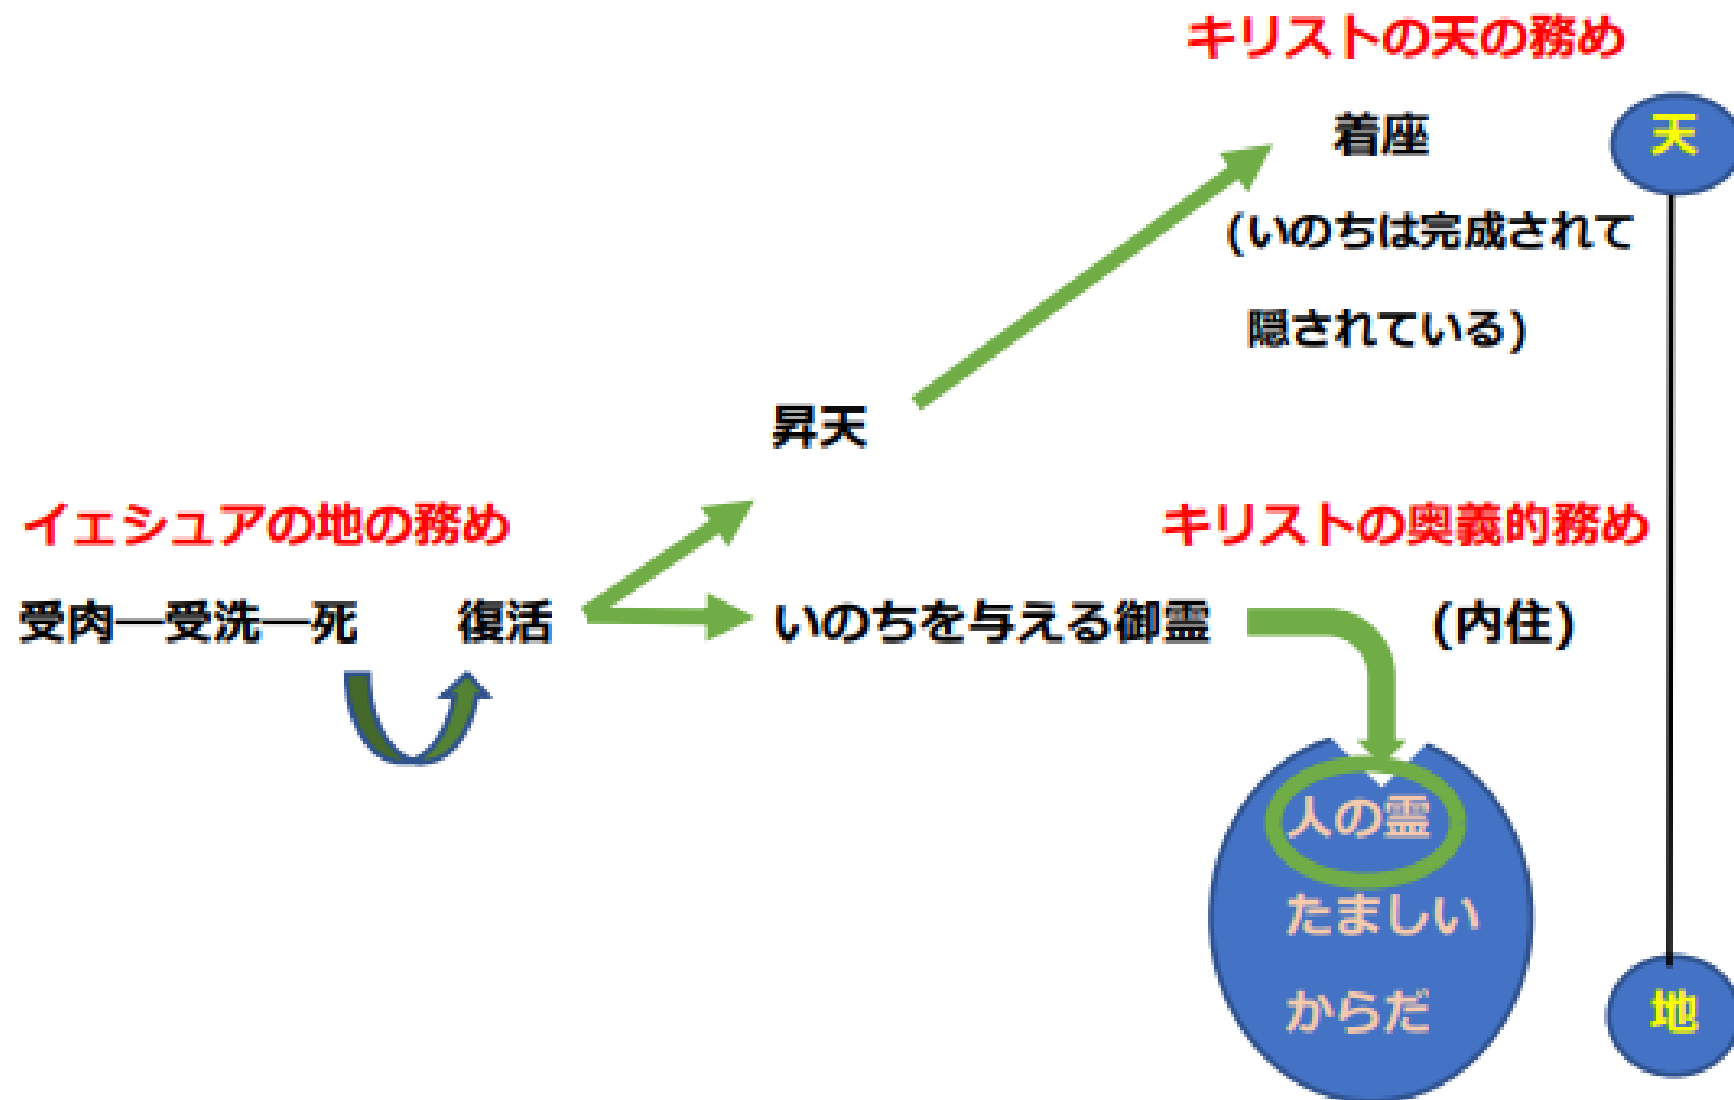 キリストの天の務め
着座
天
(いのちは完成されて
隠されている)
昇天
イェシュアの地の務め
キリストの奥義的務め
受肉―受洗―死 復活
いのちを与える御霊
(内住)
人の霊
たましい
からだ
地